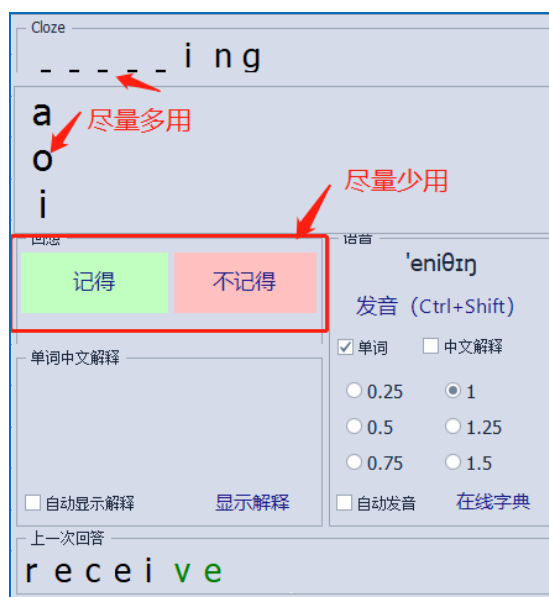 Cloze
_ _ _ _ _ i n g
a
尽量多用
o
尽量少用
i
回忆
语音
记得
不记得
'eniθɪŋ
发音 (Ctrl+Shift)
单词中文解释
单词
中文解释
0.25
1
0.5
1.25
0.75
1.5
自动显示解释
显示解释
自动发音
在线字典
上一次回答
r e c e i v e